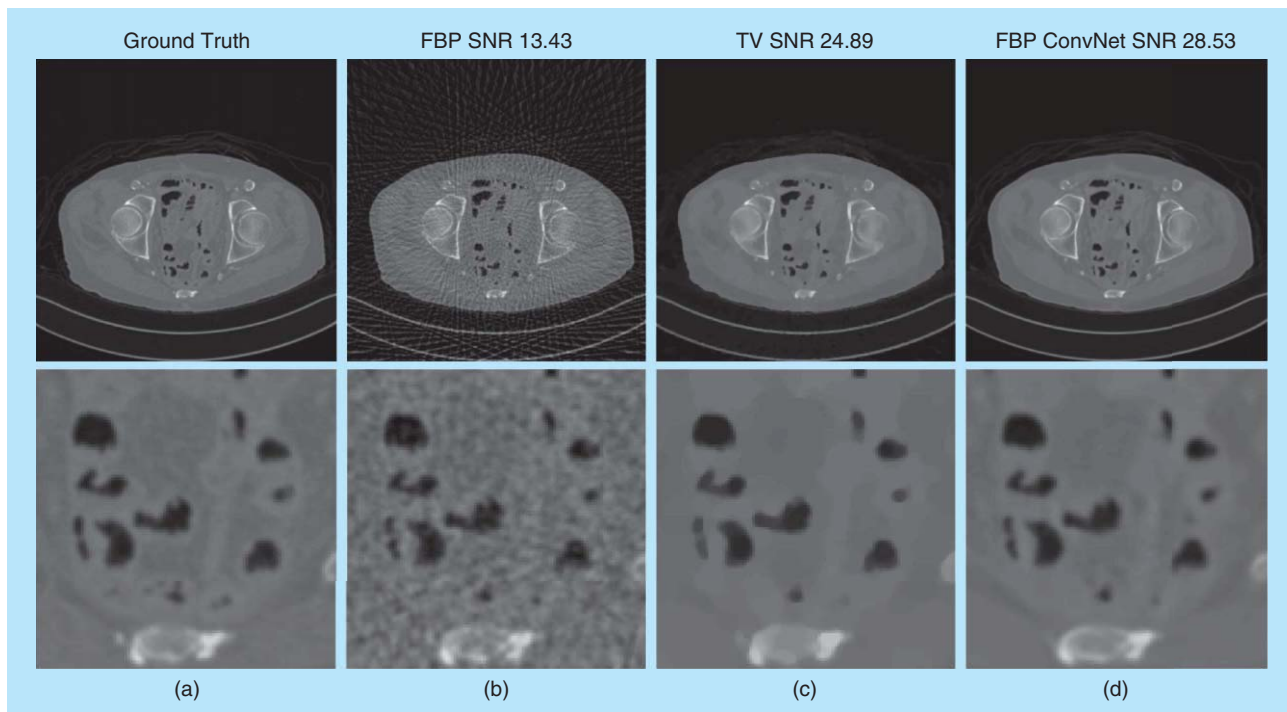 Ground Truth
FBP SNR 13.43
TV SNR 24.89
FBP ConvNet SNR 28.53
(a)
(b)
(c)
(d)